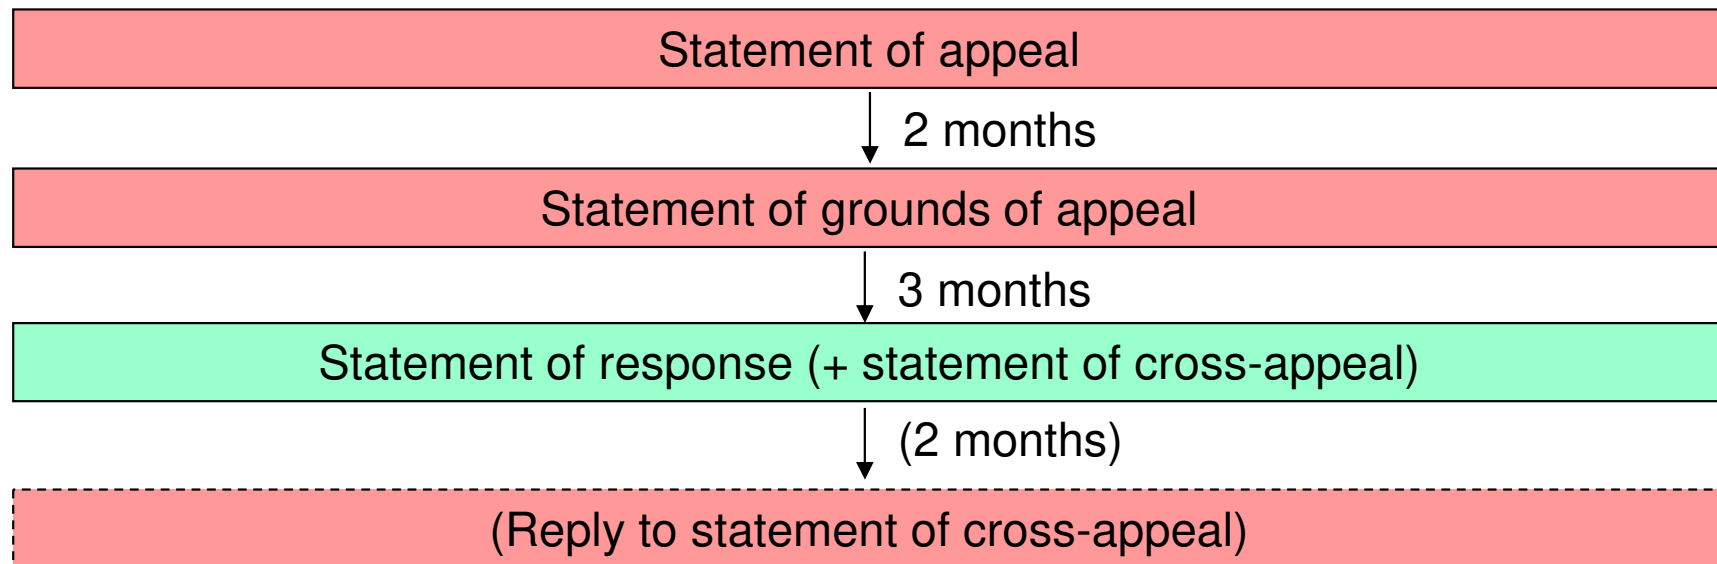 Statement of appeal
2 months
Statement of grounds of appeal
3 months
Statement of response (+ statement of cross-appeal)
(2 months)
(Reply to statement of cross-appeal)